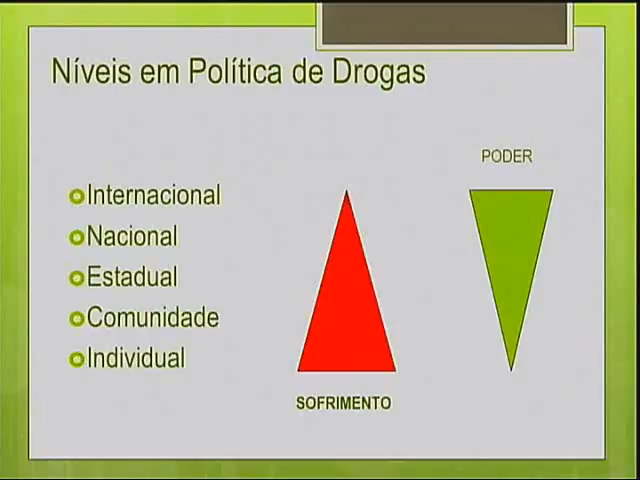 Níveis em Política de Drogas
PODER
Internacional
Nacional
Estadual
Comunidade
Individual
SOFRIMENTO